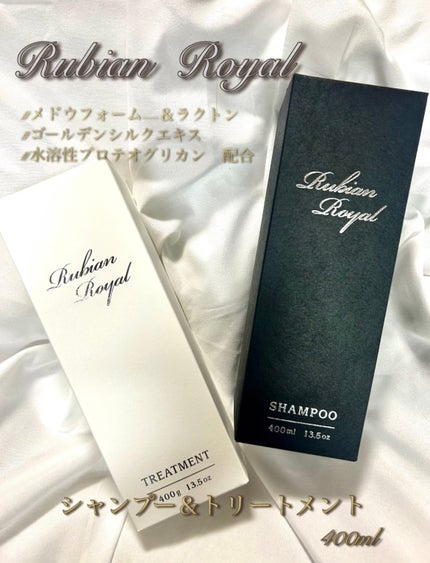 Rubian Royal
#メドウフォーム &ラクトン
#ゴールデンシルクエキス
#水溶性プロテオグリカン 配合
Rubian
Royal
Rubian
Royal
SHAMPOO
400ml 13.5oz
TREATMENT
400g 13.5oz
シャンプー&トリートメント
400ml